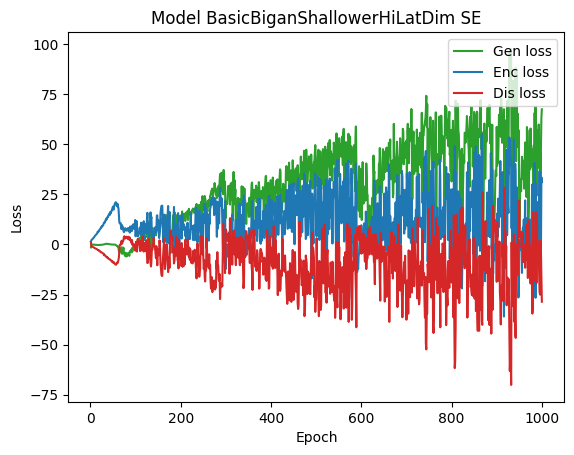 Model BasicBiganShallowerHiLatDim SE
Gen loss
Enc loss
Dis loss
100
75
50
25
0
−25
−50
−75
Loss
0 200 400 600 800 1000
Epoch